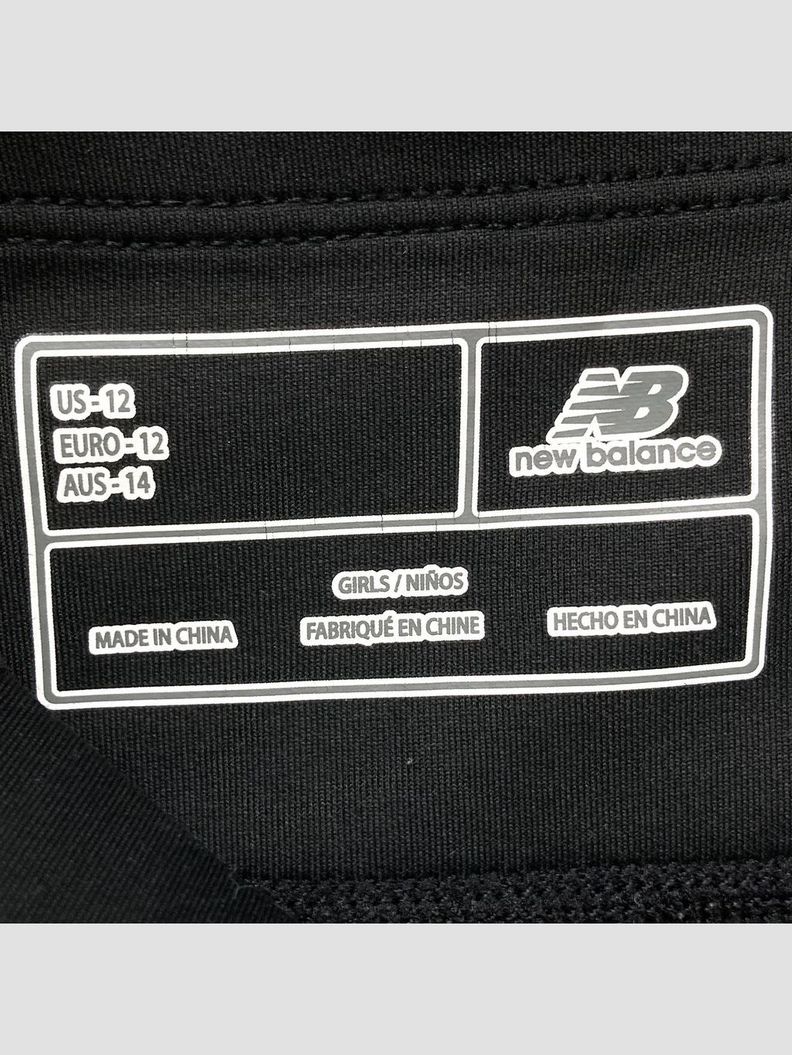 US-12
EURO-12
AUS-14
NB
new balance
GIRLS / NIÑOS
MADE IN CHINA
FABRIQUÉ EN CHINE
HECHO EN CHINA